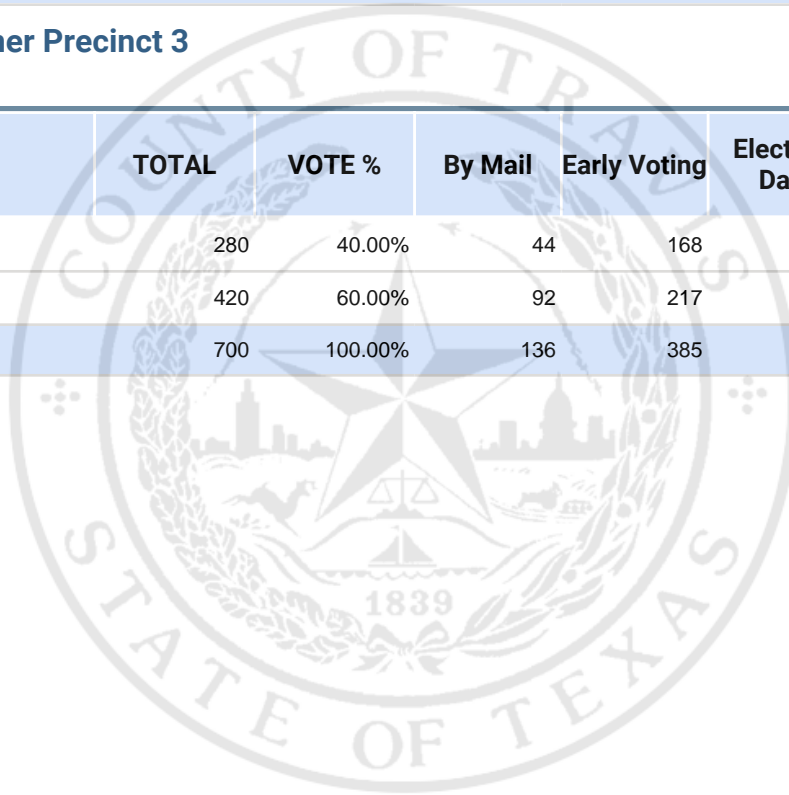 ner Precinct 3
TOTAL VOTE % By Mail Early Voting Elect
Da
280 40.00% 44 168
420 60.00% 92 217
700 100.00% 136 385
COUNTY OF TRAVIS
1839
STATE OF TEXAS